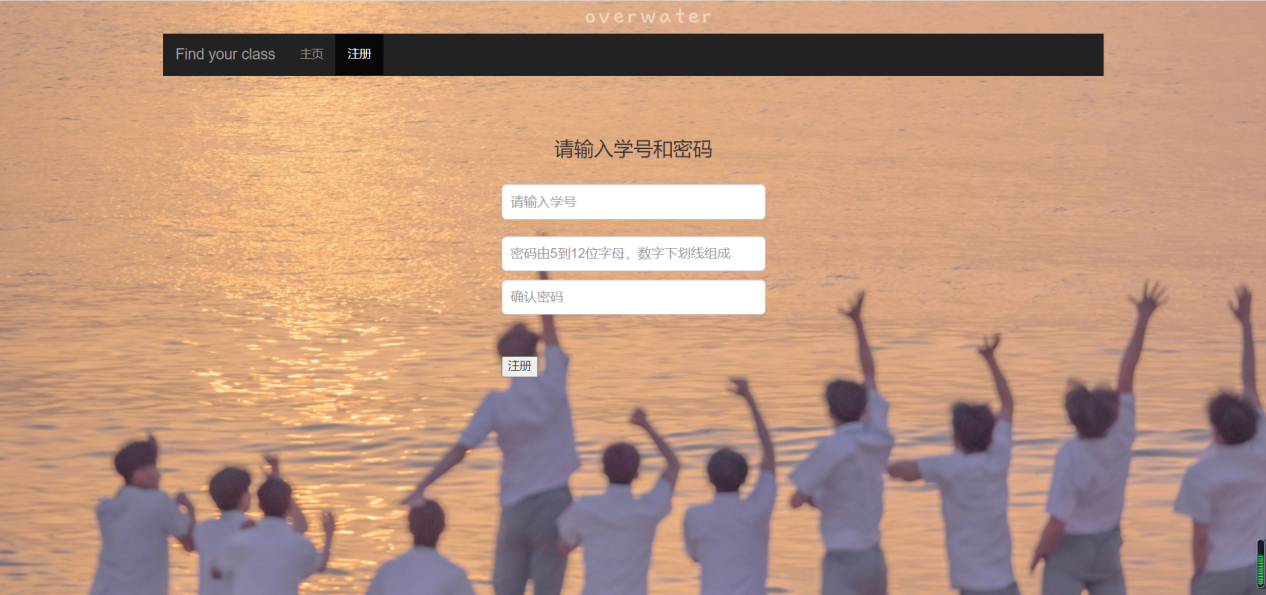 overwater
Find your class 主页 注册
请输入学号和密码
请输入学号
密码由5到12位字母，数字下划线组成
确认密码
注册